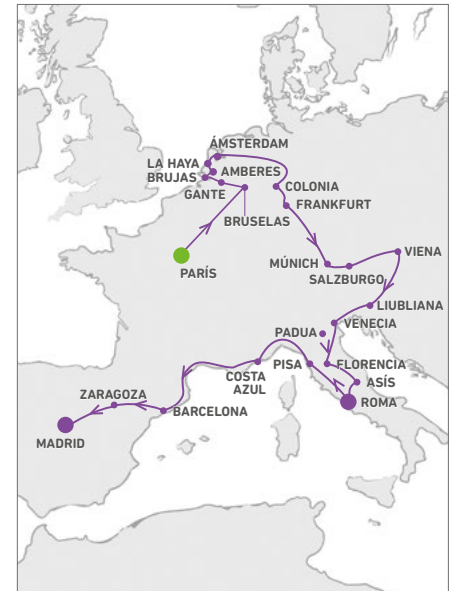 ÁMSTERDAM
LA HAYA
AMBERES
BRUJAS
GANTE
COLONIA
FRANKFURT
BRUSELAS
PARÍS
MÚNICH
SALZBURGO
VIENA
LIUBLIANA
VENECIA
PADUA
FLORENCIA
PISA
ASÍS
COSTA
AZUL
ROMA
ZARAGOZA
BARCELONA
MADRID